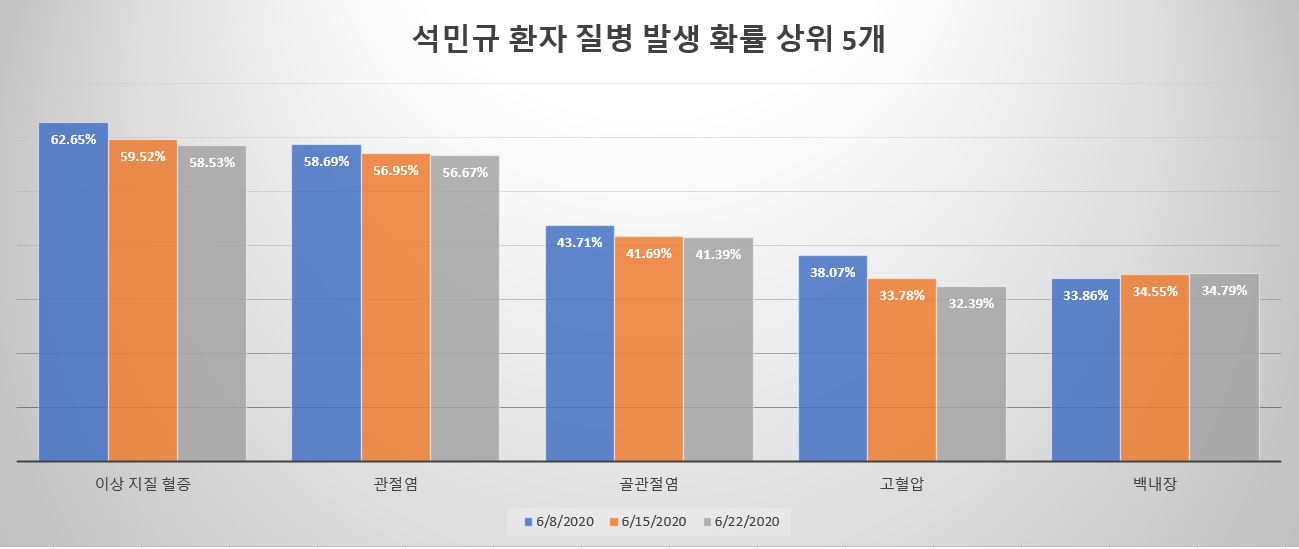 석민규 환자 질병 발생 확률 상위 5개
62.65% 59.52% 58.53% 58.69% 56.95% 56.67% 43.71% 41.69% 41.39% 38.07% 33.78% 32.39% 33.86% 34.55% 34.79%
이상 지질 혈증 관절염 골관절염 고혈압 백내장
6/8/2020 6/15/2020 6/22/2020